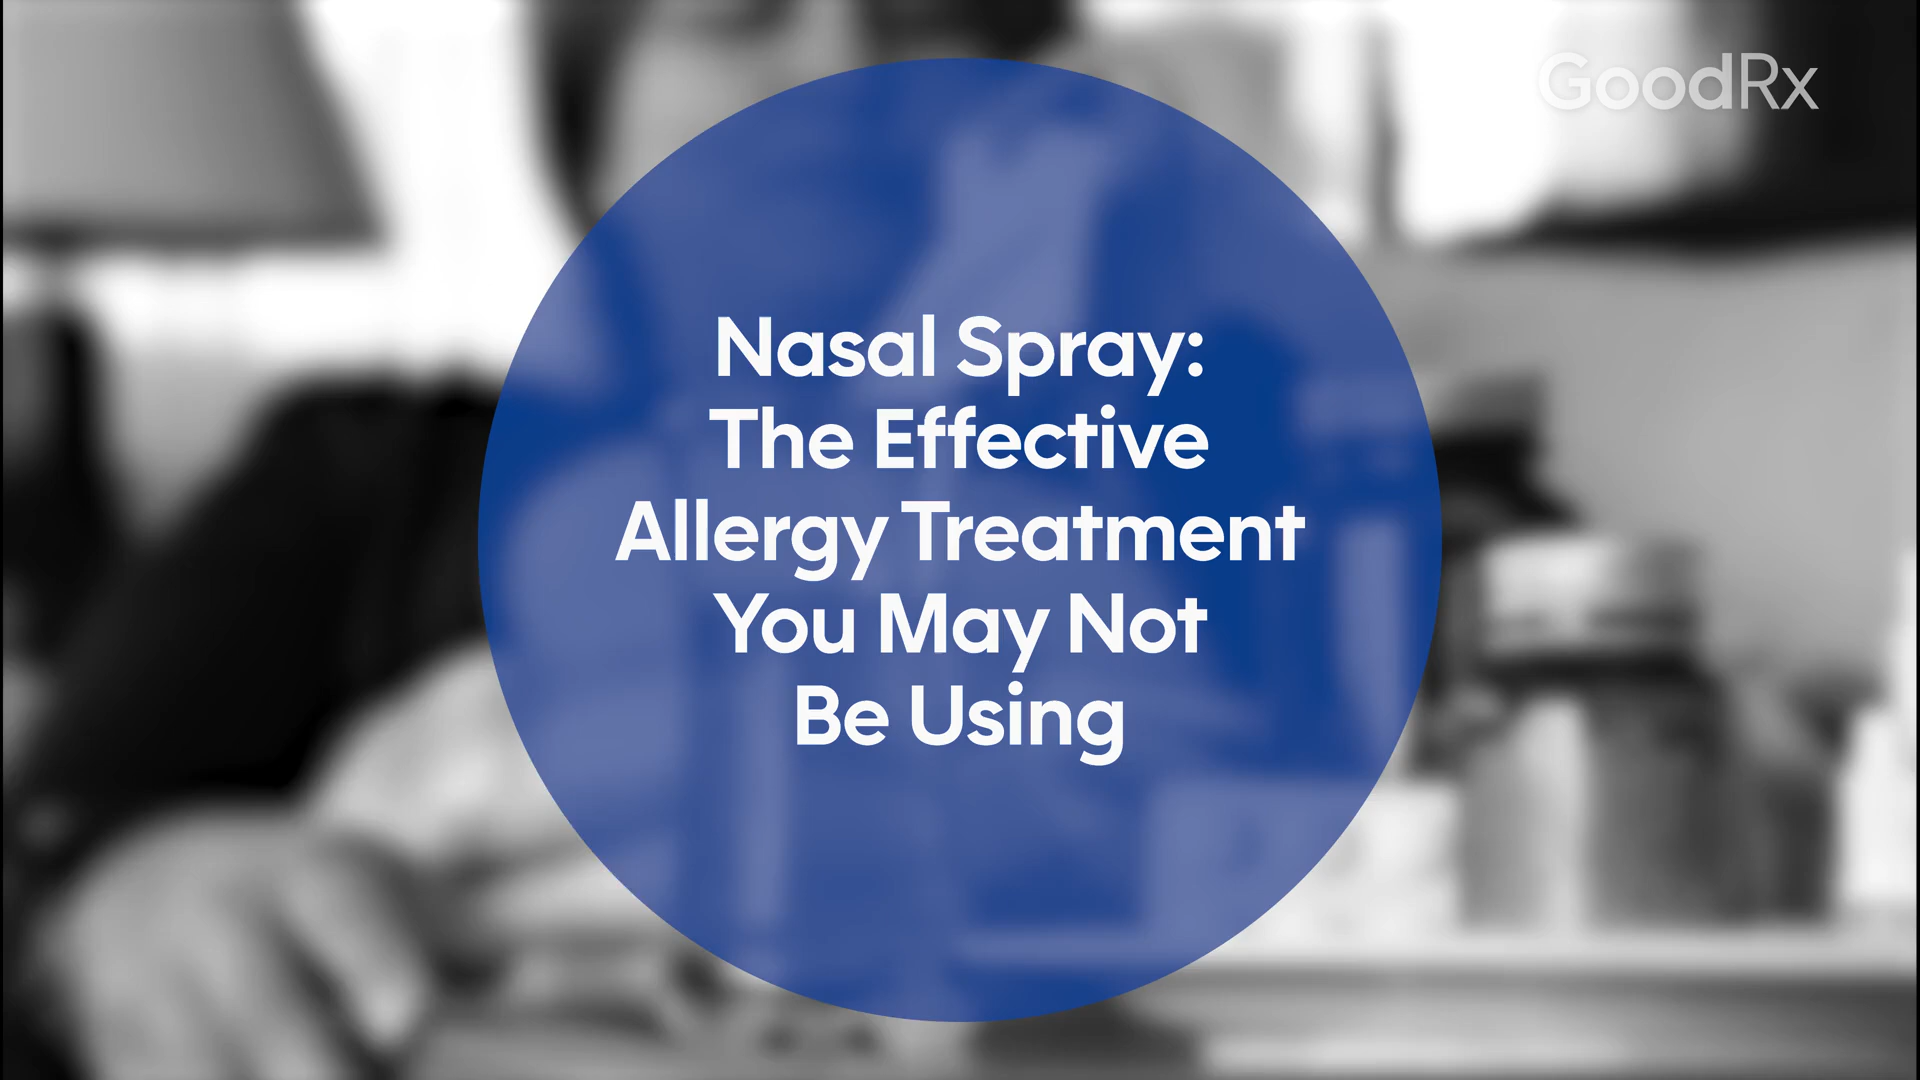 GoodRx
Nasal Spray:
The Effective
Allergy Treatment
You May Not
Be Using